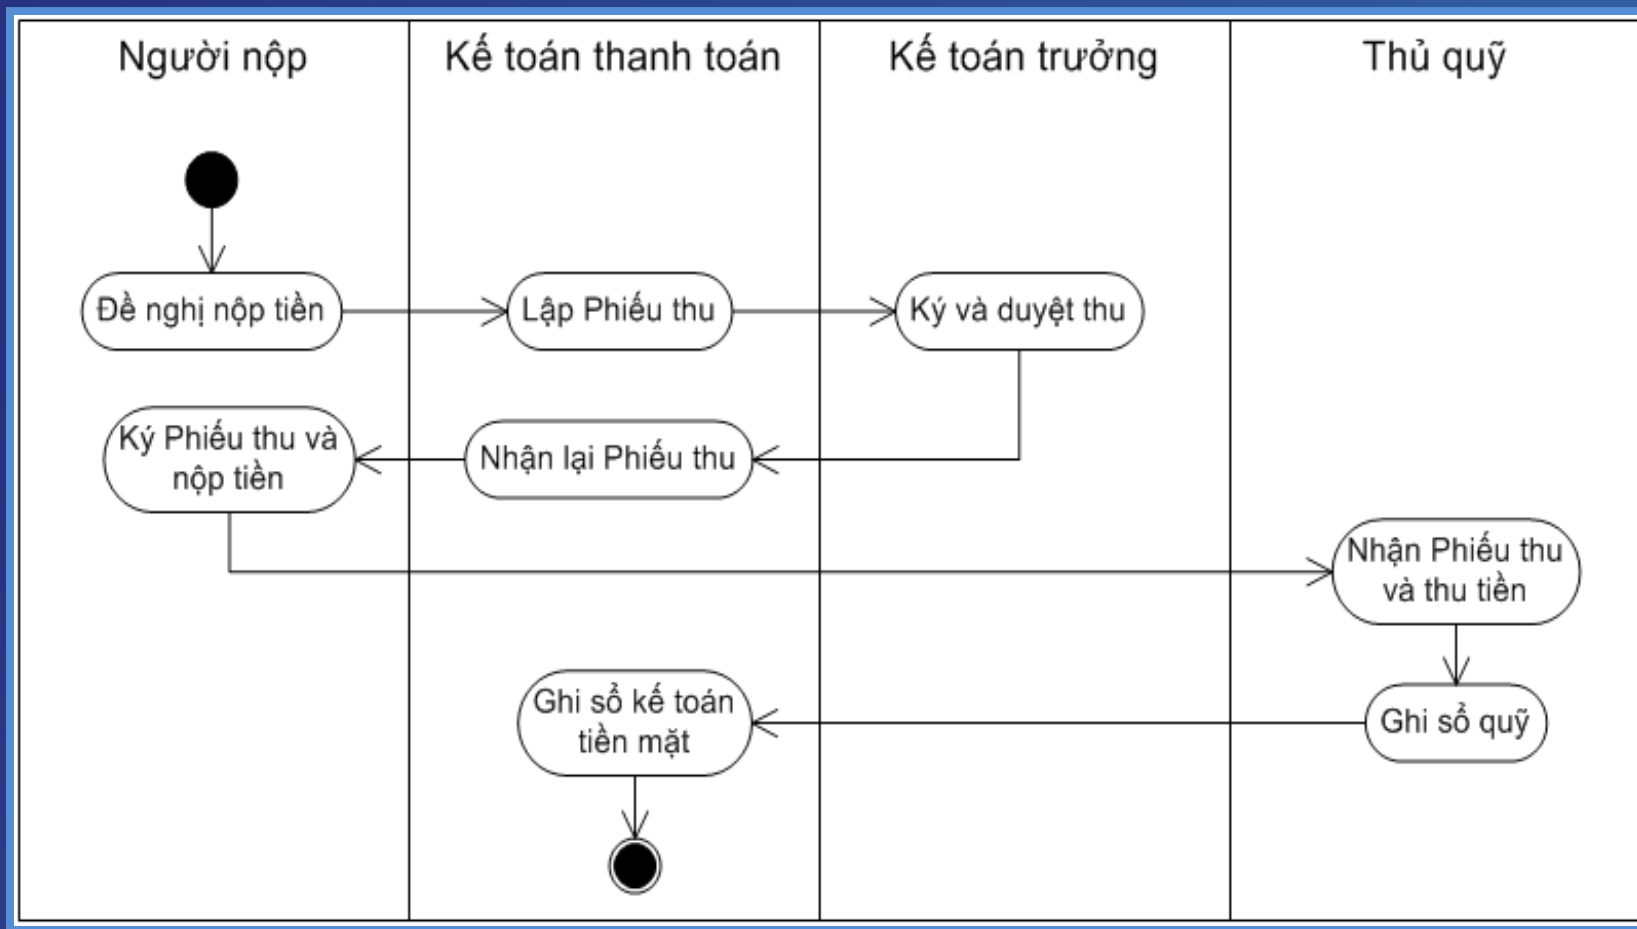 Người nộp
Kế toán thanh toán
Kế toán trưởng
Thủ quỹ
Đề nghị nộp tiền
Lập Phiếu thu
Ký và duyệt thu
Ký Phiếu thu và
nộp tiền
Nhận lại Phiếu thu
Nhận Phiếu thu
và thu tiền
Ghi sổ kế toán
tiền mặt
Ghi sổ quỹ